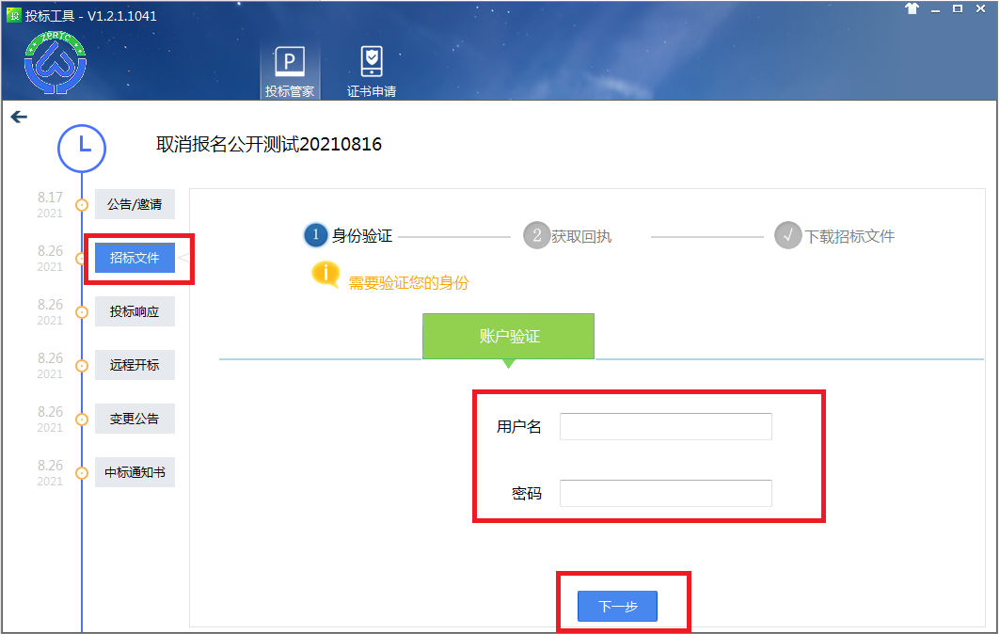 投标工具 - V1.2.1.1041
ZPRTC
P
投标管家
证书申请
取消报名公开测试20210816
8.17
2021
公告/邀请
8.26
2021
招标文件
8.26
2021
投标响应
8.26
2021
远程开标
8.26
2021
变更公告
8.26
2021
中标通知书
1 身份验证
2 获取回执
√ 下载招标文件
需要验证您的身份
账户验证
用户名
密码
下一步